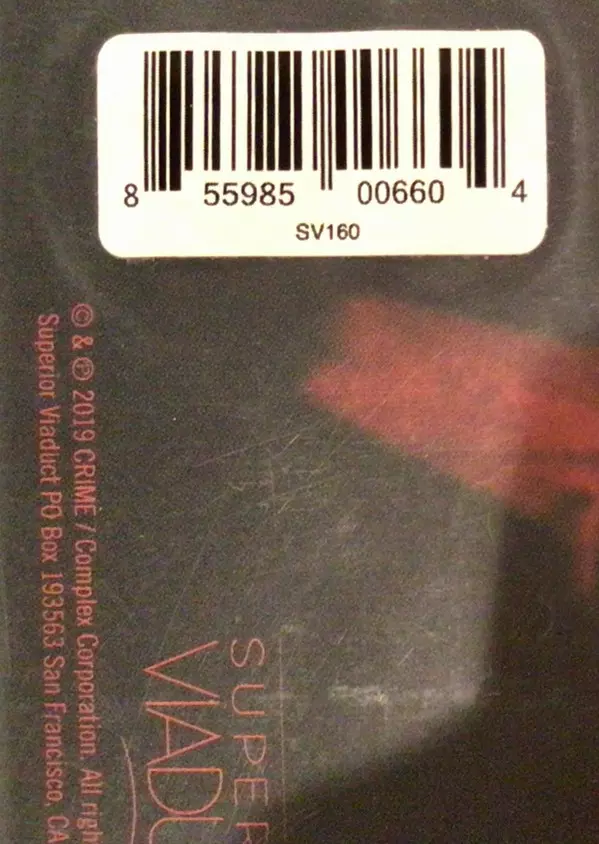 8 55985 00660 4
SV160
© & ℗ 2019 CRIME / Complex Corporation. All righ
Superior Viaduct PO Box 193563 San Francisco, CA
SUPER
VIADU